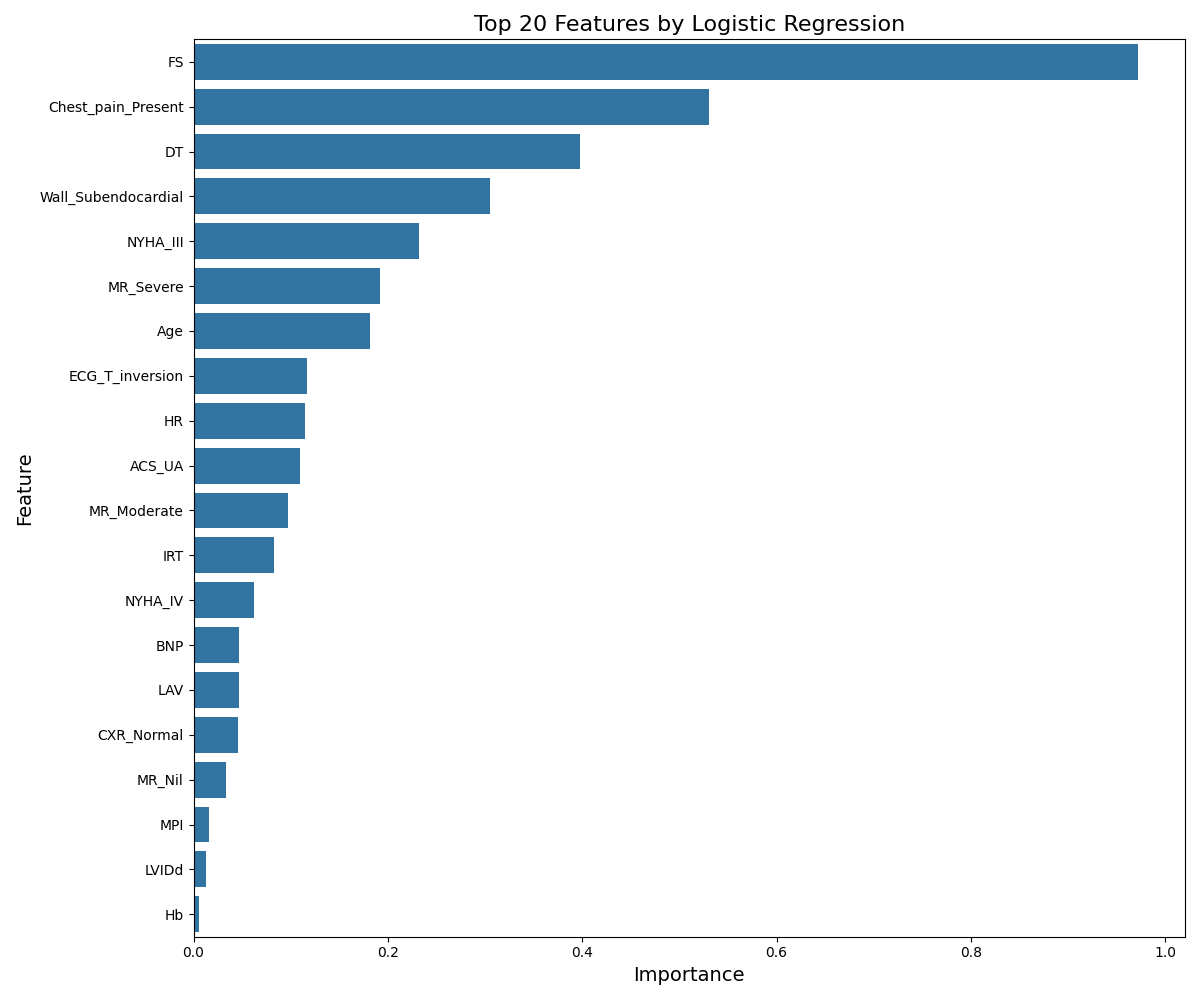 Top 20 Features by Logistic Regression
FS
Chest_pain_Present
DT
Wall_Subendocardial
NYHA_III
MR_Severe
Age
ECG_T_inversion
HR
ACS_UA
MR_Moderate
IRT
NYHA_IV
BNP
LAV
CXR_Normal
MR_Nil
MPI
LVIDd
Hb
Feature
0.0 0.2 0.4 0.6 0.8 1.0
Importance